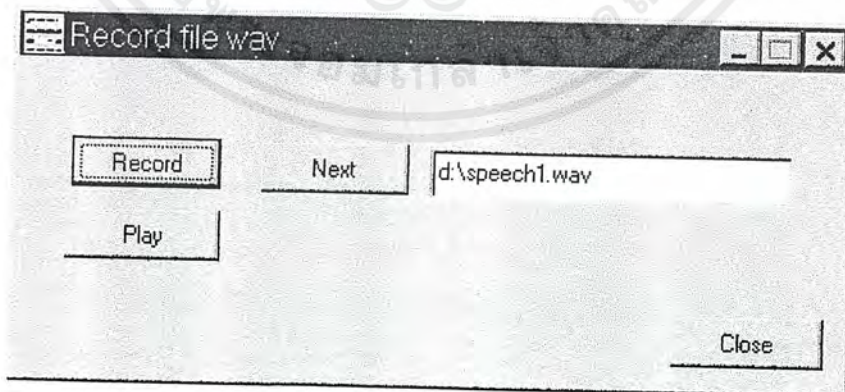 Record file wav
Record
Next
d:\speech1.wav
Play
Close